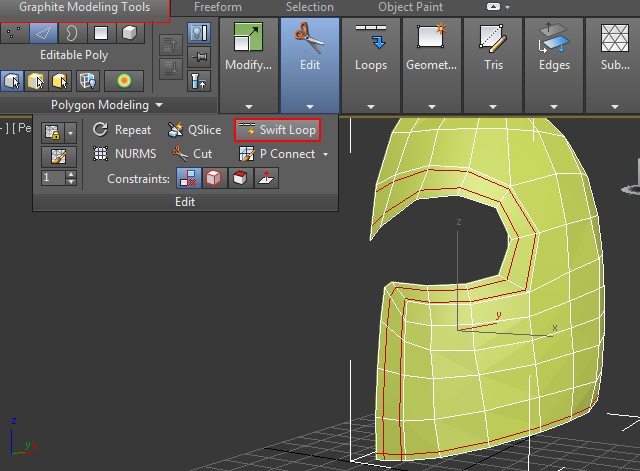 Graphite Modeling Tools Freeform Selection Object Paint
Editable Poly
Modify... Edit Loops Geomet... Tris Edges Sub...
Polygon Modeling
] [Pe
Repeat QSlice Swift Loop
NURMS Cut P Connect
1 Constraints:
Edit
z
y
x
z
y